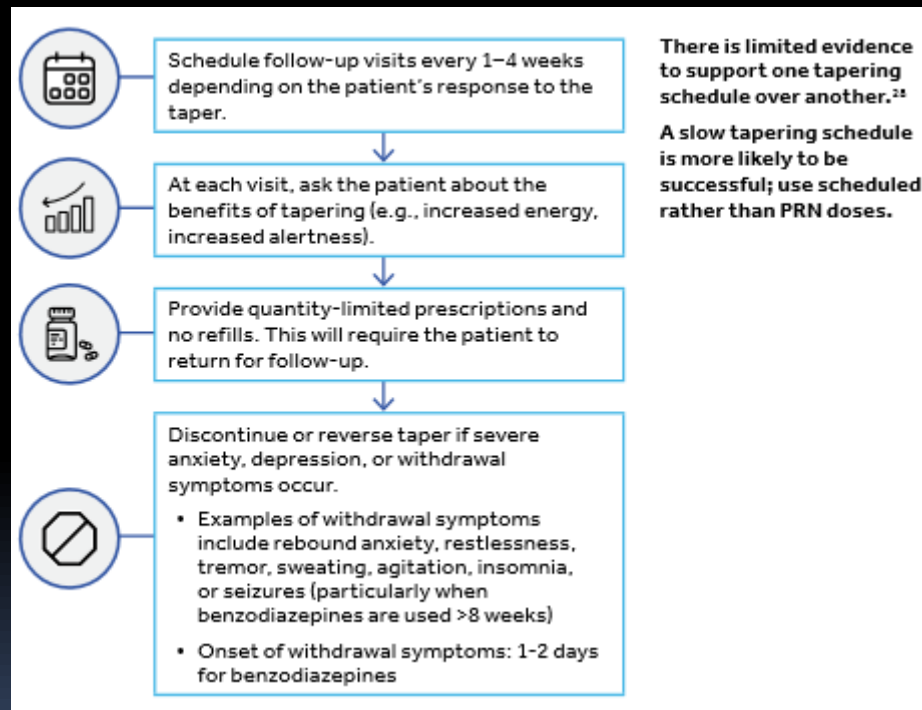 Schedule follow-up visits every 1–4 weeks
depending on the patient's response to the
taper.
At each visit, ask the patient about the
benefits of tapering (e.g., increased energy,
increased alertness).
Provide quantity-limited prescriptions and
no refills. This will require the patient to
return for follow-up.
Discontinue or reverse taper if severe
anxiety, depression, or withdrawal
symptoms occur.
• Examples of withdrawal symptoms
include rebound anxiety, restlessness,
tremor, sweating, agitation, insomnia,
or seizures (particularly when
benzodiazepines are used >8 weeks)
• Onset of withdrawal symptoms: 1-2 days
for benzodiazepines
There is limited evidence
to support one tapering
schedule over another.²⁸
A slow tapering schedule
is more likely to be
successful; use scheduled
rather than PRN doses.